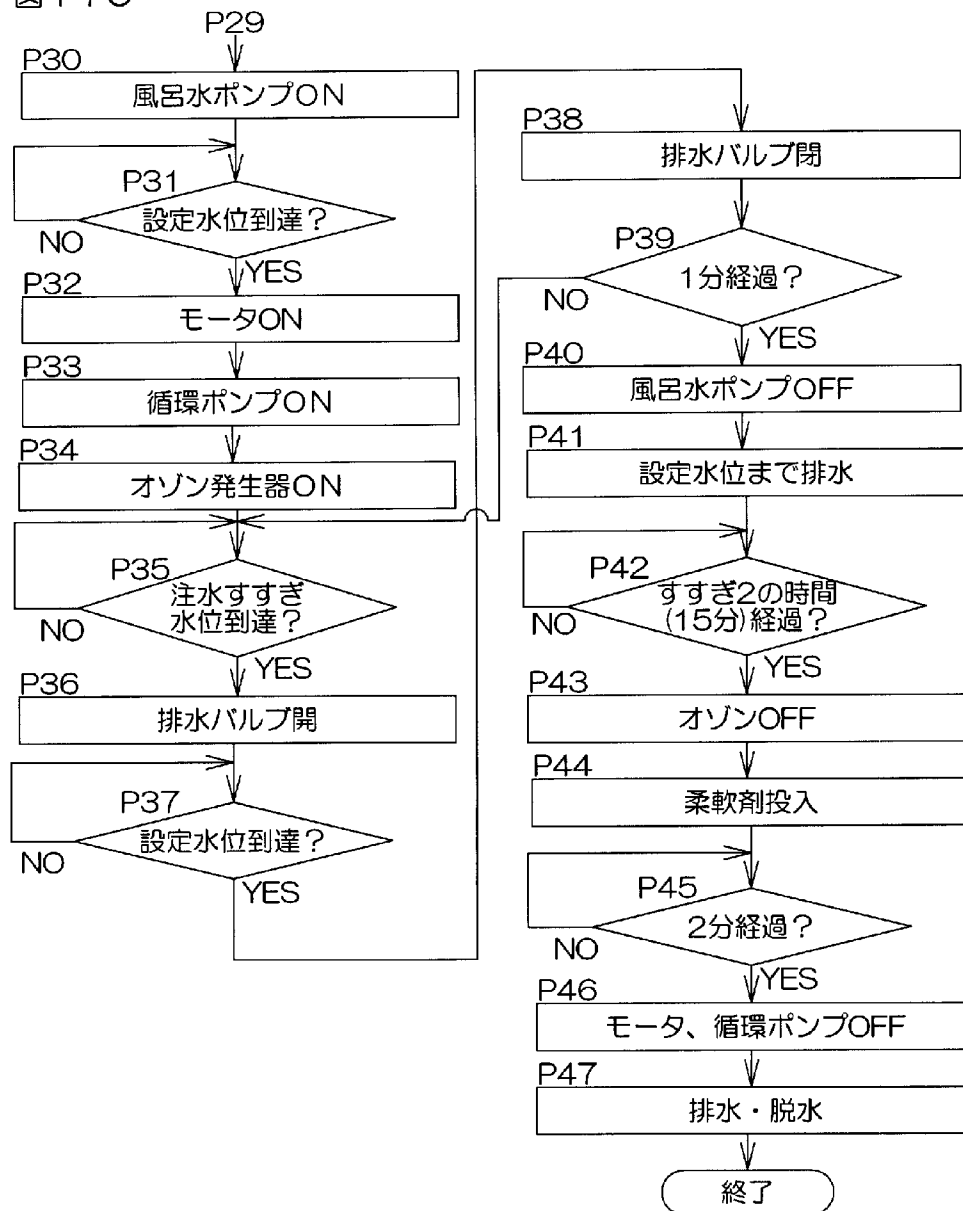 P29
P30
風呂水ポンプON
P31
設定水位到達?
NO
YES
P32
モータON
P33
循環ポンプON
P34
オゾン発生器ON
P35
注水すすぎ
水位到達?
NO
YES
P36
排水バルブ開
P37
設定水位到達?
NO
YES
P38
排水バルブ閉
P39
1分経過?
NO
YES
P40
風呂水ポンプOFF
P41
設定水位まで排水
P42
すすぎ2の時間
(15分)経過?
NO
YES
P43
オゾンOFF
P44
柔軟剤投入
P45
2分経過?
NO
YES
P46
モータ、循環ポンプOFF
P47
排水・脱水
終了